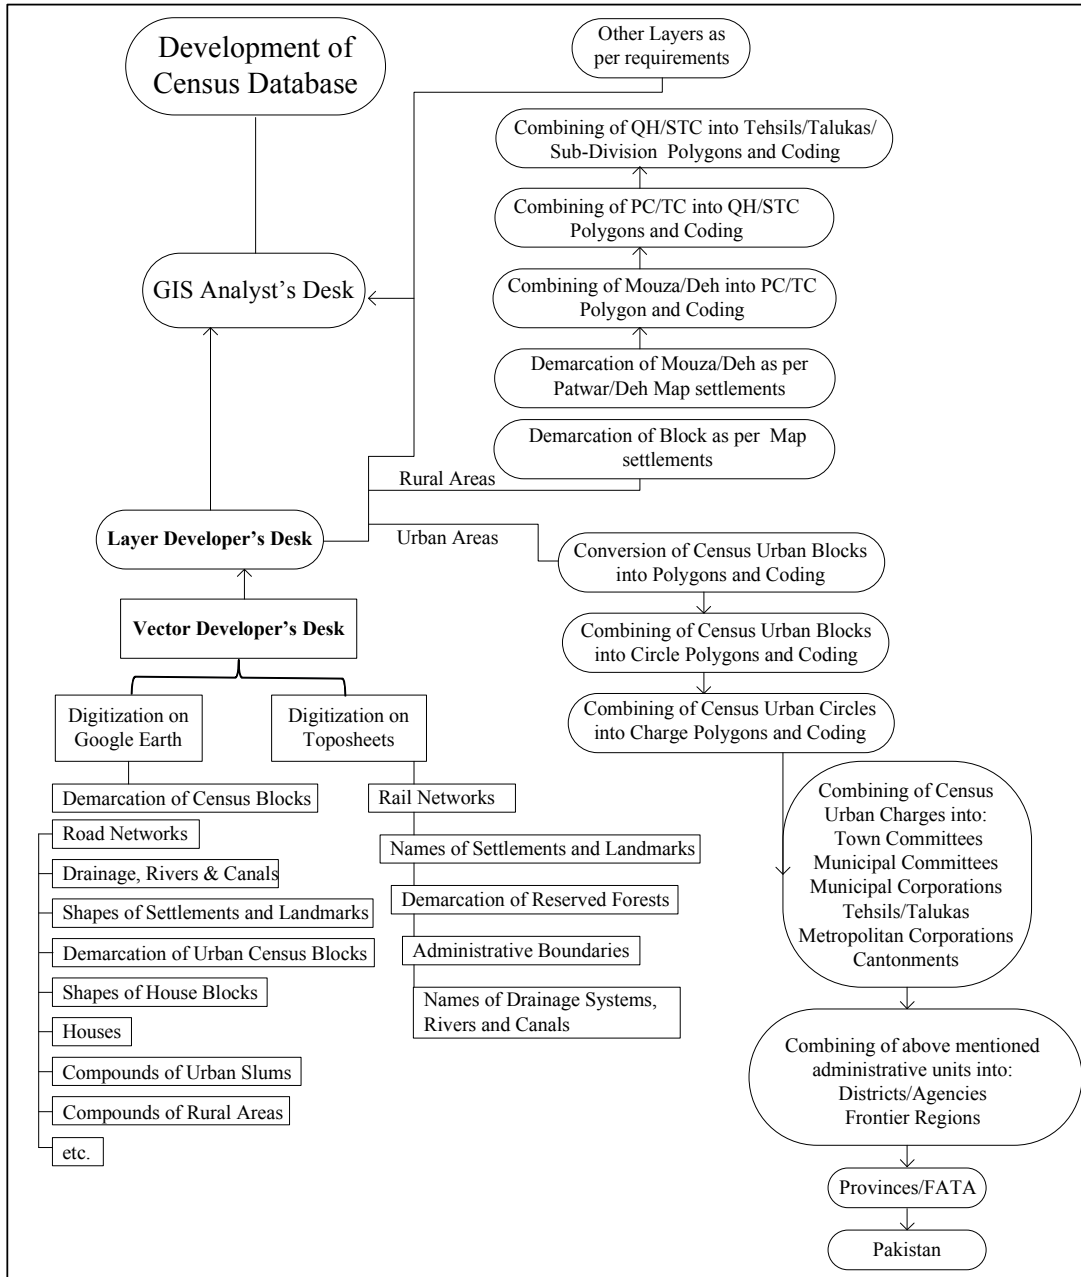 Development of
Census Database
Other Layers as
per requirements
Combining of QH/STC into Tehsils/Talukas/
Sub-Division Polygons and Coding
Combining of PC/TC into QH/STC
Polygons and Coding
GIS Analyst's Desk
Combining of Mouza/Deh into PC/TC
Polygon and Coding
Demarcation of Mouza/Deh as per
Patwar/Deh Map settlements
Demarcation of Block as per Map
settlements
Rural Areas
Layer Developer's Desk
Urban Areas
Conversion of Census Urban Blocks
into Polygons and Coding
Vector Developer's Desk
Combining of Census Urban Blocks
into Circle Polygons and Coding
Digitization on
Google Earth
Digitization on
Toposheets
Combining of Census Urban Circles
into Charge Polygons and Coding
Demarcation of Census Blocks
Road Networks
Drainage, Rivers & Canals
Shapes of Settlements and Landmarks
Demarcation of Urban Census Blocks
Shapes of House Blocks
Houses
Compounds of Urban Slums
Compounds of Rural Areas
etc.
Rail Networks
Names of Settlements and Landmarks
Demarcation of Reserved Forests
Administrative Boundaries
Names of Drainage Systems,
Rivers and Canals
Combining of Census
Urban Charges into:
Town Committees
Municipal Committees
Municipal Corporations
Tehsils/Talukas
Metropolitan Corporations
Cantonments
Combining of above mentioned
administrative units into:
Districts/Agencies
Frontier Regions
Provinces/FATA
Pakistan